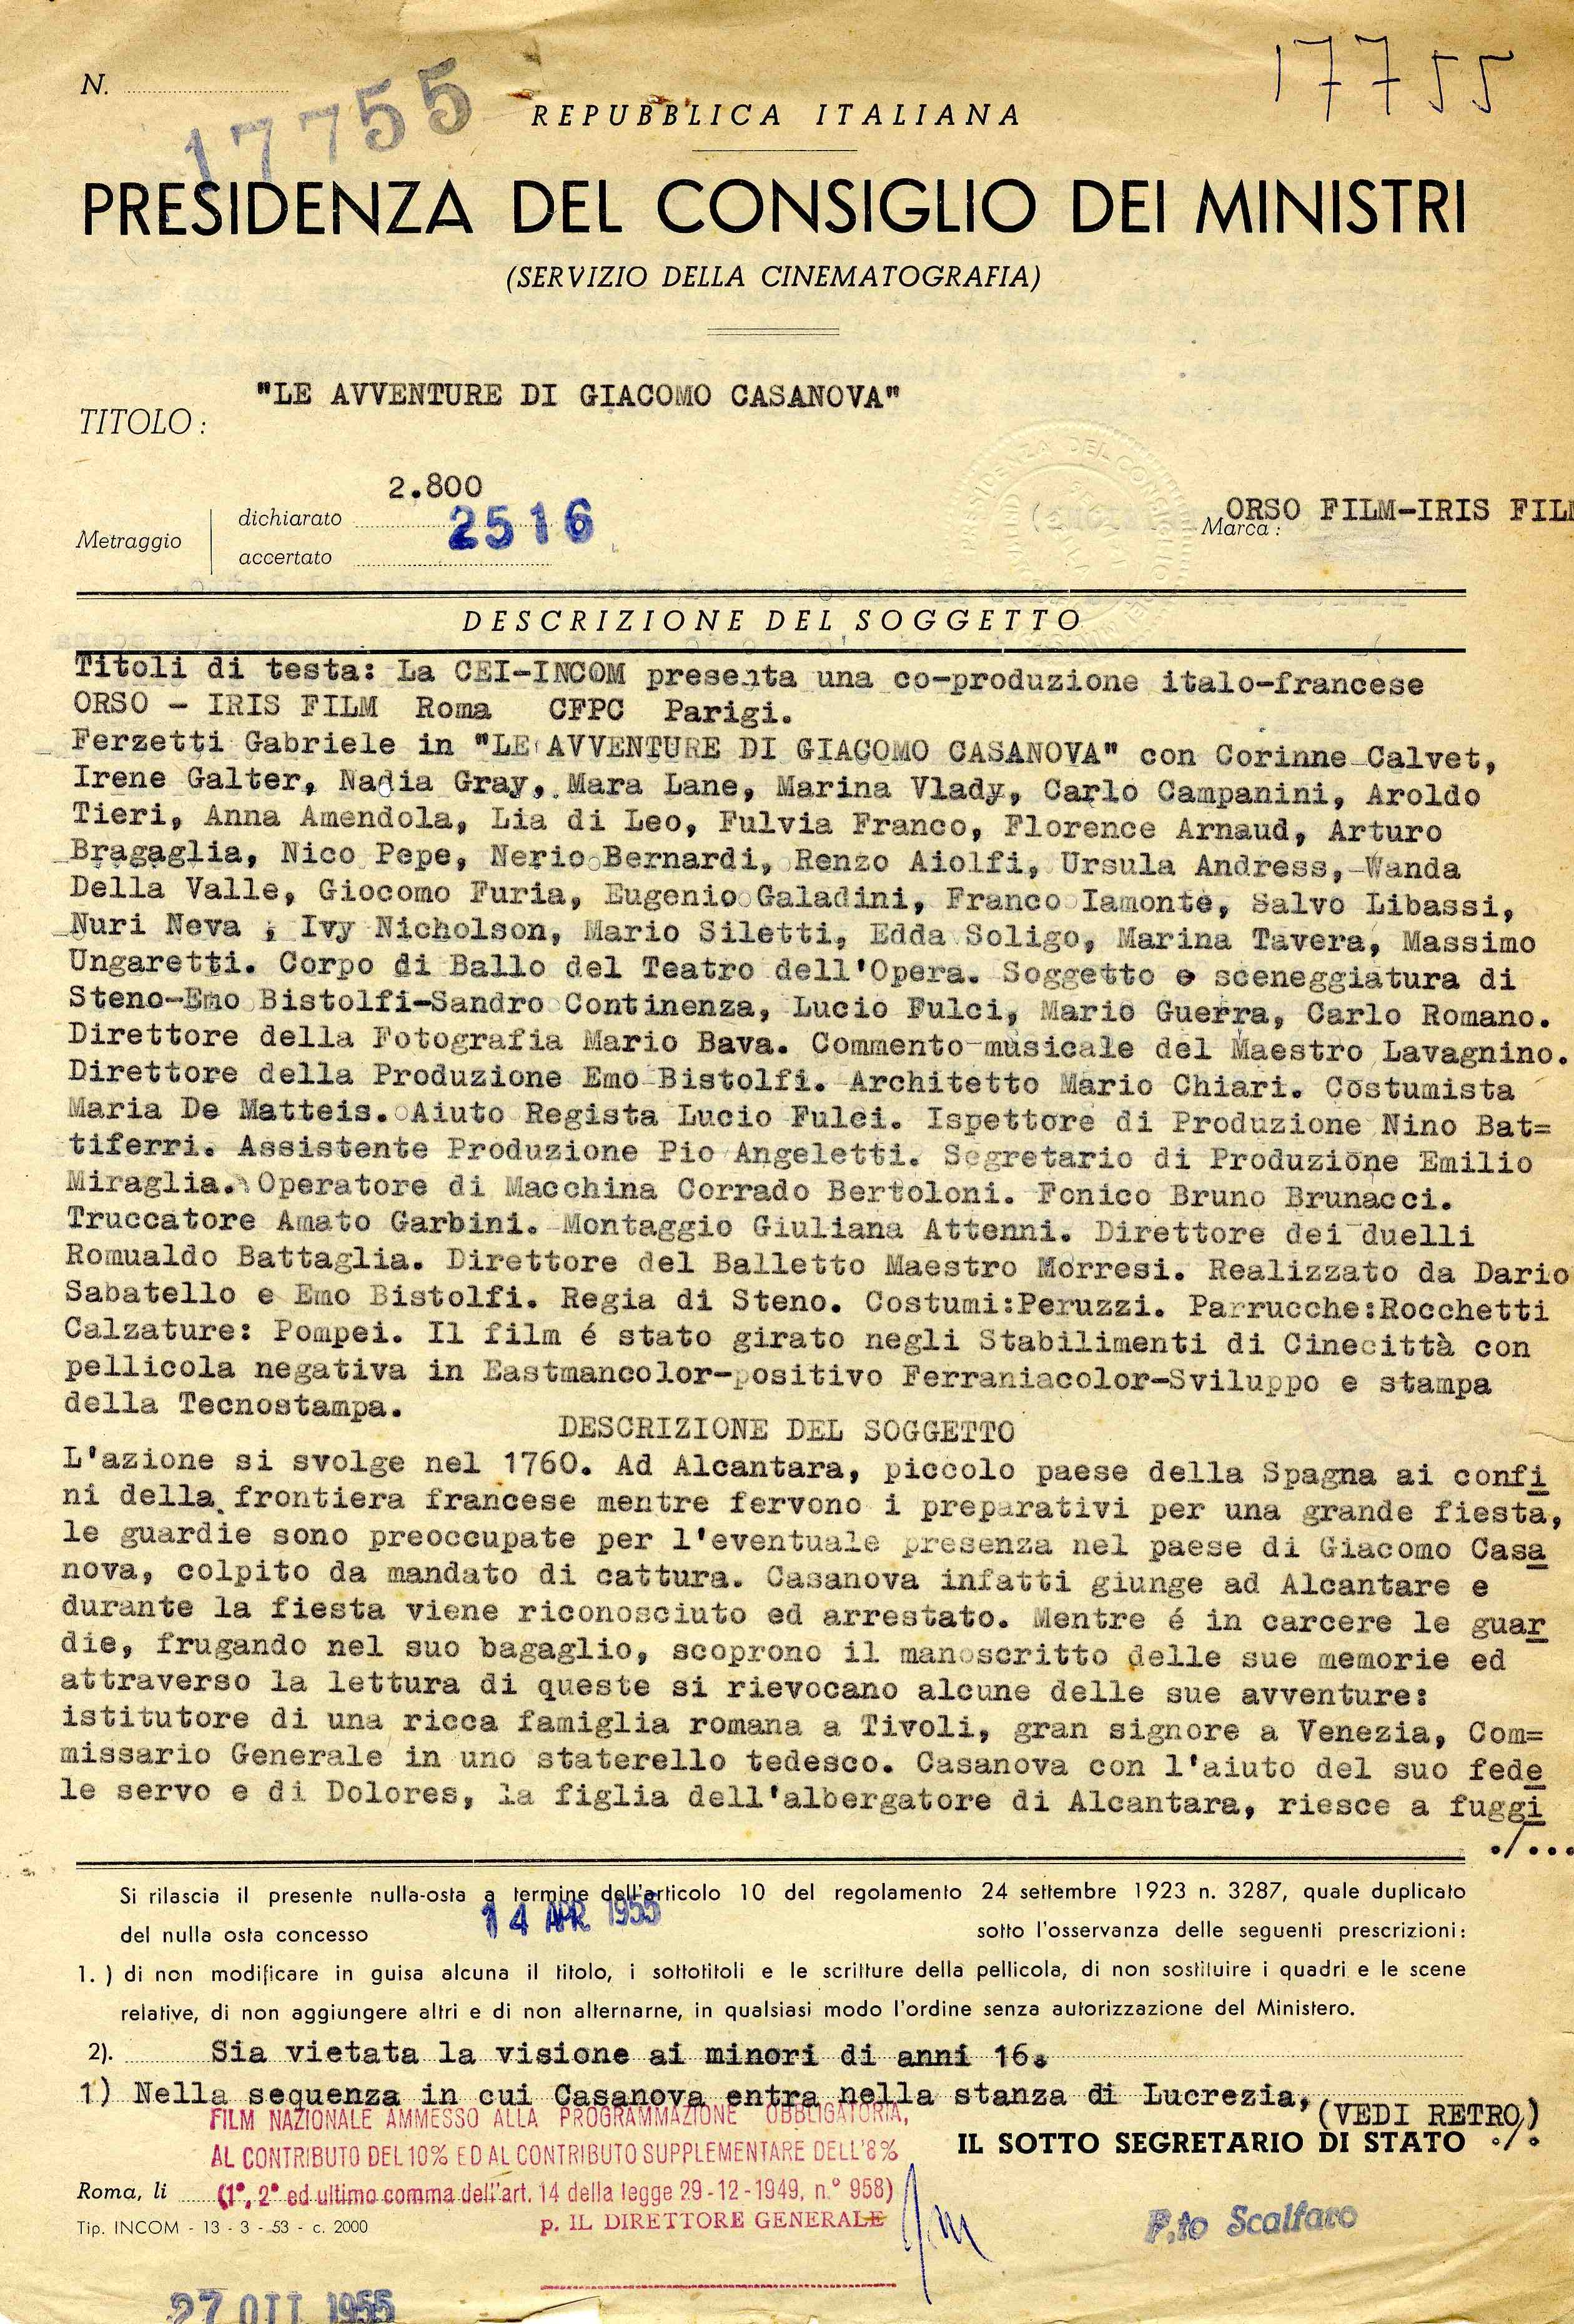 N.
17755
17755
REPUBBLICA ITALIANA
PRESIDENZA DEL CONSIGLIO DEI MINISTRI
(SERVIZIO DELLA CINEMATOGRAFIA)
"LE AVVENTURE DI GIACOMO CASANOVA"
TITOLO:
2.800
Metraggio
dichiarato
2516
accertato
ORSO FILM-IRIS FILM
Marca:
DESCRIZIONE DEL SOGGETTO
Titoli di testa: La CEI-INCOM presenta una co-produzione italo-francese
ORSO - IRIS FILM Roma CFPC Parigi.
Ferzetti Gabriele in "LE AVVENTURE DI GIACOMO CASANOVA" con Corinne Calvet,
Irene Galter, Nadia Gray, Mara Lane, Marina Vlady, Carlo Campanini, Aroldo
Tieri, Anna Amendola, Lia di Leo, Fulvia Franco, Florence Arnaud, Arturo
Bragaglia, Nico Pepe, Nerio Bernardi, Renzo Aiolfi, Ursula Andress, Wanda
Della Valle, Giocomo Furia, Eugenio Galadini, Franco Iamonte, Salvo Libassi,
Nuri Neva , Ivy Nicholson, Mario Siletti, Edda Soligo, Marina Tavera, Massimo
Ungaretti. Corpo di Ballo del Teatro dell'Opera. Soggetto e sceneggiatura di
Steno-Emo Bistolfi-Sandro Continenza, Lucio Fulci, Mario Guerra, Carlo Romano.
Direttore della Fotografia Mario Bava. Commento musicale del Maestro Lavagnino.
Direttore della Produzione Emo Bistolfi. Architetto Mario Chiari. Costumista
Maria De Matteis. Aiuto Regista Lucio Fulci. Ispettore di Produzione Nino Bat=
tiferri. Assistente Produzione Pio Angeletti. Segretario di Produzione Emilio
Miraglia. Operatore di Macchina Corrado Bertoloni. Fonico Bruno Brunacci.
Truccatore Amato Garbini. Montaggio Giuliana Attenni. Direttore dei duelli
Romualdo Battaglia. Direttore del Balletto Maestro Morresi. Realizzato da Dario
Sabatello e Emo Bistolfi. Regia di Steno. Costumi:Peruzzi. Parrucche:Rocchetti
Calzature: Pompei. Il film é stato girato negli Stabilimenti di Cinecittà con
pellicola negativa in Eastmancolor-positivo Ferraniacolor-Sviluppo e stampa
della Tecnostampa.
DESCRIZIONE DEL SOGGETTO
L'azione si svolge nel 1760. Ad Alcantara, piccolo paese della Spagna ai confi
ni della frontiera francese mentre fervono i preparativi per una grande fiesta,
le guardie sono preoccupate per l'eventuale presenza nel paese di Giacomo Casa
nova, colpito da mandato di cattura. Casanova infatti giunge ad Alcantare e
durante la fiesta viene riconosciuto ed arrestato. Mentre é in carcere le guar
die, frugando nel suo bagaglio, scoprono il manoscritto delle sue memorie ed
attraverso la lettura di queste si rievocano alcune delle sue avventure:
istitutore di una ricca famiglia romana a Tivoli, gran signore a Venezia, Com=
missario Generale in uno staterello tedesco. Casanova con l'aiuto del suo fede
le servo e di Dolores, la figlia dell'albergatore di Alcantara, riesce a fuggi
./...
Si rilascia il presente nulla-osta a termine dell'articolo 10 del regolamento 24 settembre 1923 n. 3287, quale duplicato
del nulla osta concesso 14 APR 1955 sotto l'osservanza delle seguenti prescrizioni:
1.) di non modificare in guisa alcuna il titolo, i sottotitoli e le scritture della pellicola, di non sostituire i quadri e le scene
relative, di non aggiungere altri e di non alternarne, in qualsiasi modo l'ordine senza autorizzazione del Ministero.
2). Sia vietata la visione ai minori di anni 16.
1) Nella sequenza in cui Casanova entra nella stanza di Lucrezia,
(VEDI RETRO)
./.
FILM NAZIONALE AMMESSO ALLA PROGRAMMAZIONE OBBLIGATORIA,
AL CONTRIBUTO DEL 10% ED AL CONTRIBUTO SUPPLEMENTARE DELL'8%
IL SOTTO SEGRETARIO DI STATO
Roma, li
(1°, 2° ed ultimo comma dell'art. 14 della legge 29-12-1949, n.° 958)
Tip. INCOM - 13 - 3 - 53 - c. 2000
p. IL DIRETTORE GENERALE
F.to Scalfaro
27 OTT 1955